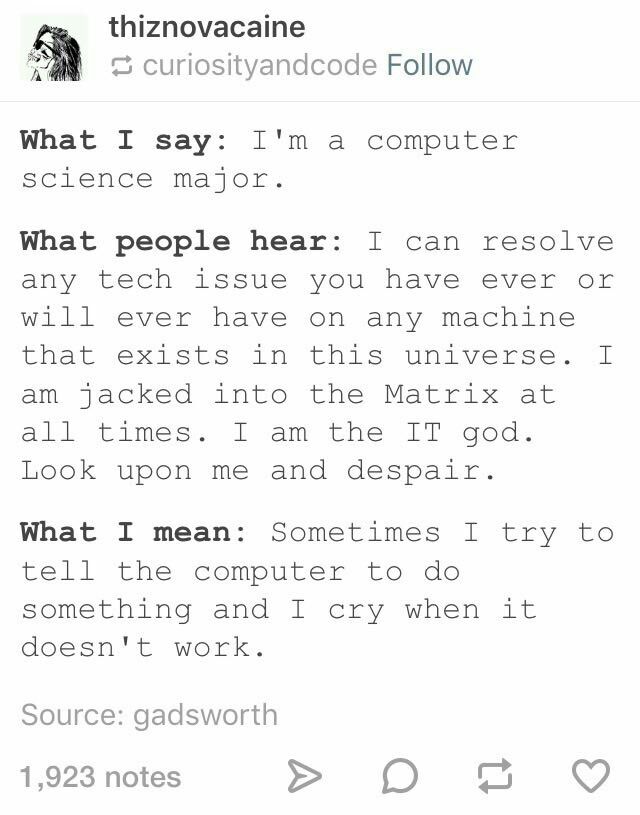 thiznovacaine
curiosityandcode Follow
What I say: I'm a computer
science major.
What people hear: I can resolve
any tech issue you have ever or
will ever have on any machine
that exists in this universe. I
am jacked into the Matrix at
all times. I am the IT god.
Look upon me and despair.
What I mean: Sometimes I try to
tell the computer to do
something and I cry when it
doesn't work.
Source: gadsworth
1,923 notes